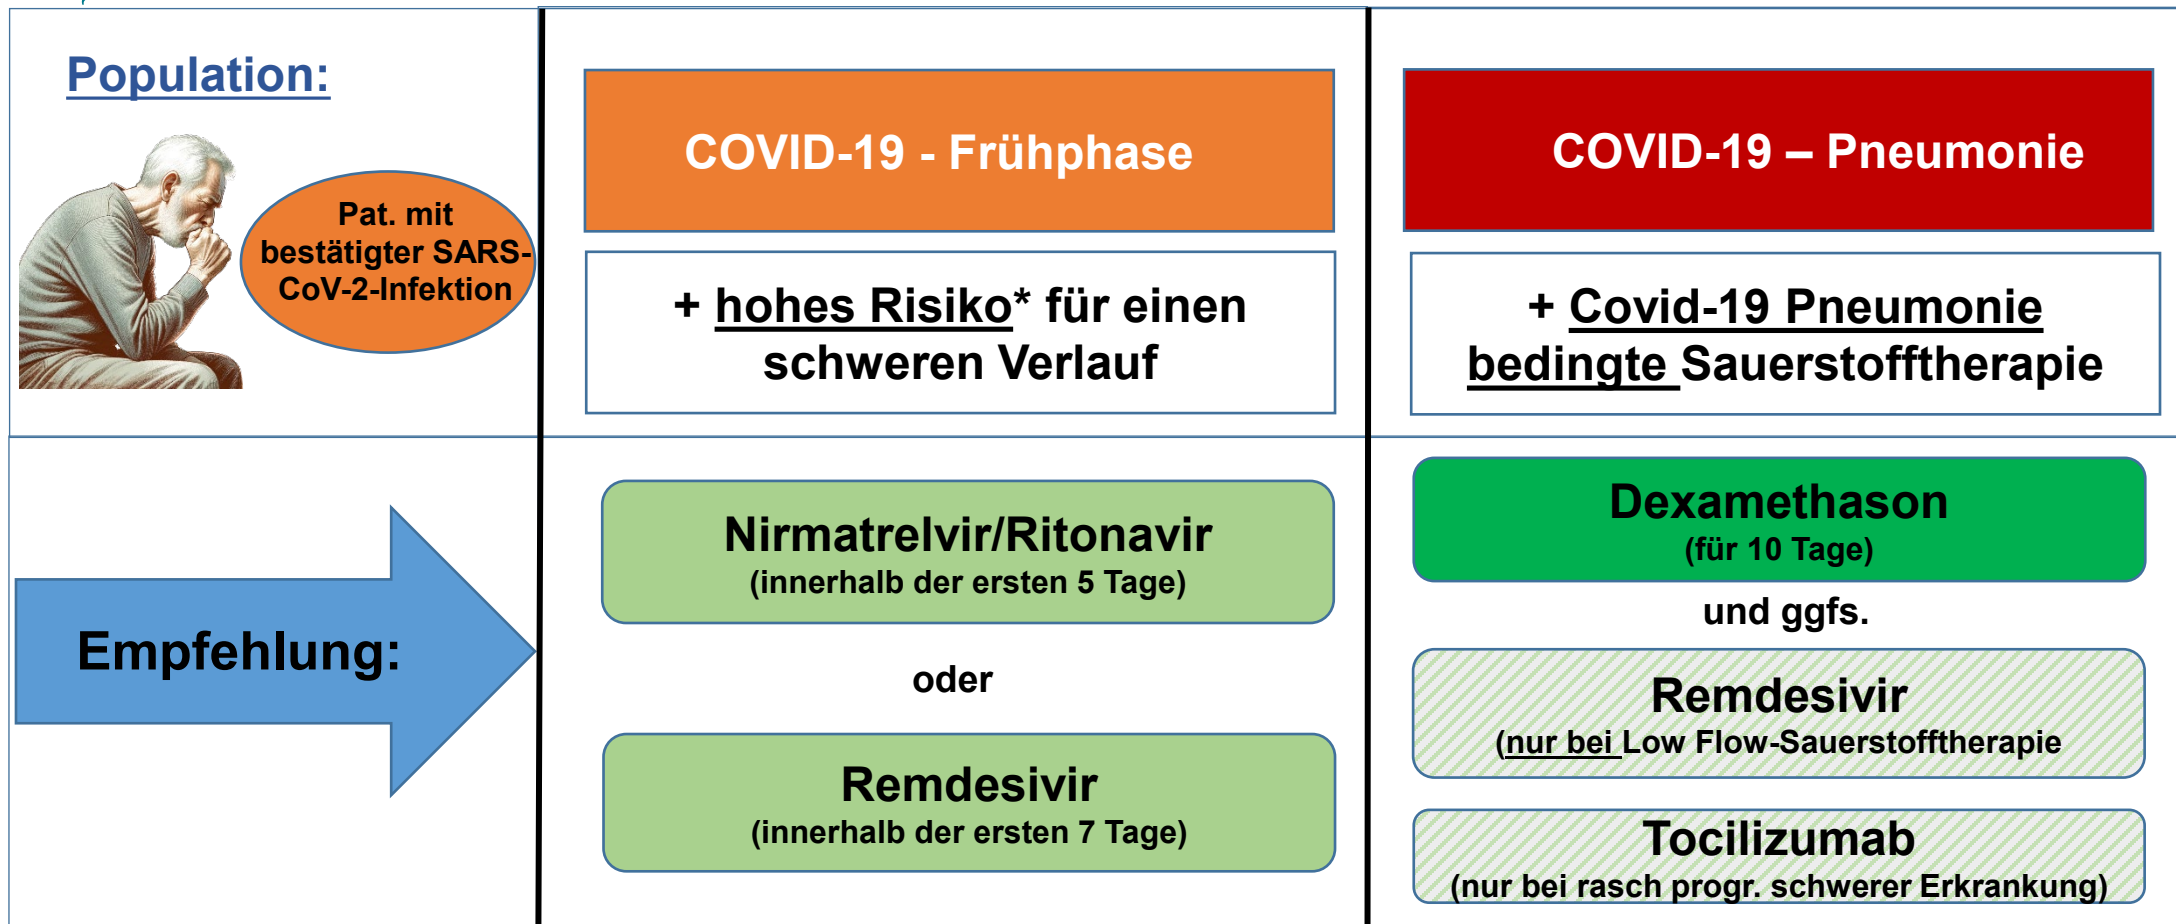 Population:
Pat. mit
bestätigter SARS-
CoV-2-Infektion
COVID-19 - Frühphase
+ hohes Risiko* für einen
schweren Verlauf
COVID-19 – Pneumonie
+ Covid-19 Pneumonie
bedingte Sauerstofftherapie
Empfehlung:
Nirmatrelvir/Ritonavir
(innerhalb der ersten 5 Tage)
oder
Remdesivir
(innerhalb der ersten 7 Tage)
Dexamethason
(für 10 Tage)
und ggfs.
Remdesivir
(nur bei Low Flow-Sauerstofftherapie
Tocilizumab
(nur bei rasch progr. schwerer Erkrankung)